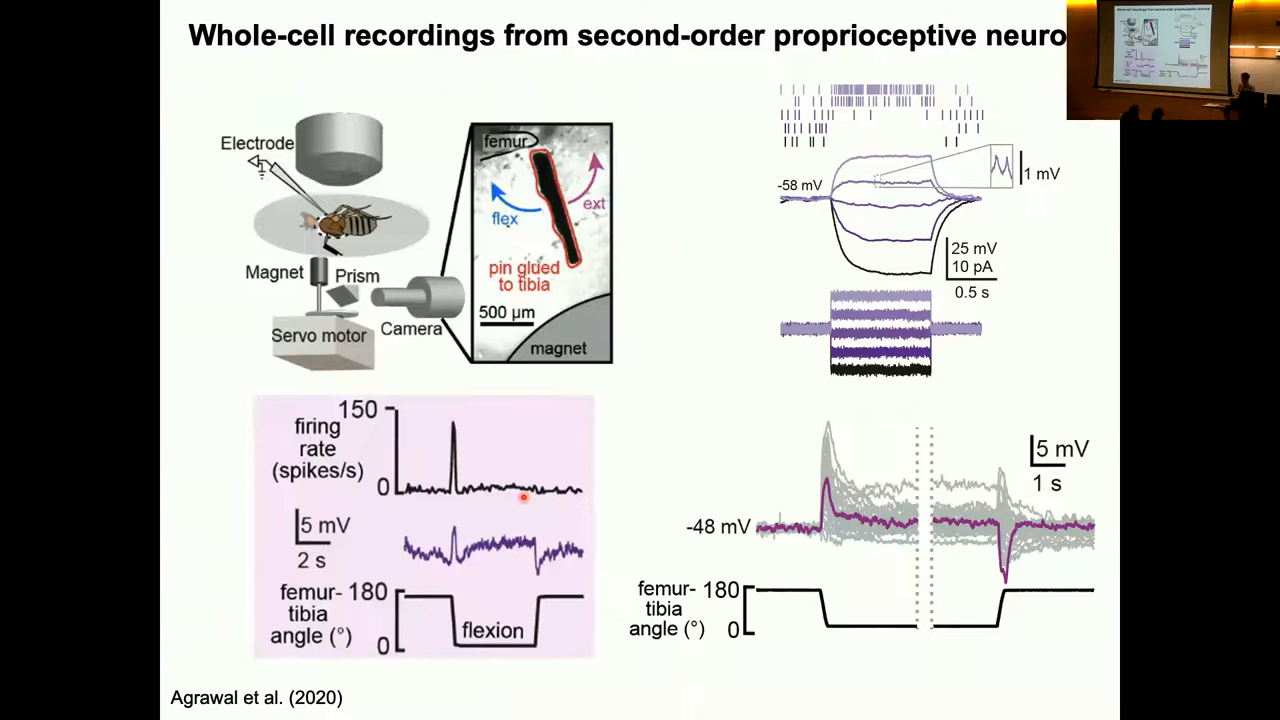 Whole-cell recordings from second-order proprioceptive neuro
Electrode
Magnet
Prism
Camera
Servo motor
femur
flex
ext
pin glued
to tibia
500 µm
magnet
-58 mV
1 mV
25 mV
10 pA
0.5 s
150
firing
rate
(spikes/s)
0
5 mV
2 s
femur-
tibia
angle (°)
180
0
flexion
-48 mV
5 mV
1 s
femur-
tibia
angle (°)
180
0
Agrawal et al. (2020)